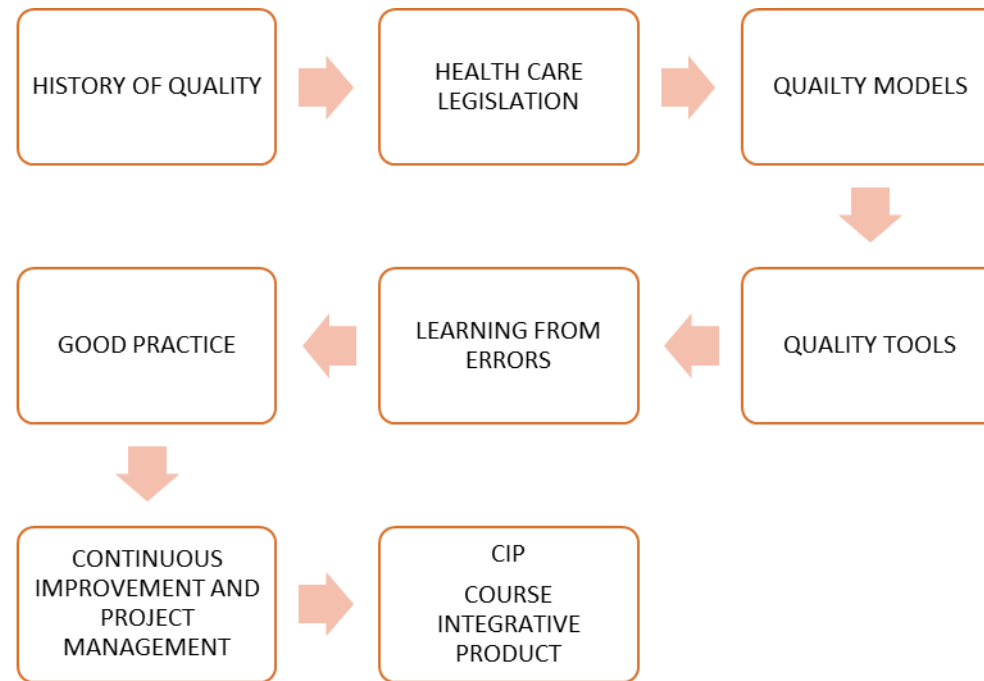 HISTORY OF QUALITY
HEALTH CARE
LEGISLATION
QUAILTY MODELS
QUALITY TOOLS
LEARNING FROM
ERRORS
GOOD PRACTICE
CONTINUOUS
IMPROVEMENT AND
PROJECT
MANAGEMENT
CIP
COURSE
INTEGRATIVE
PRODUCT